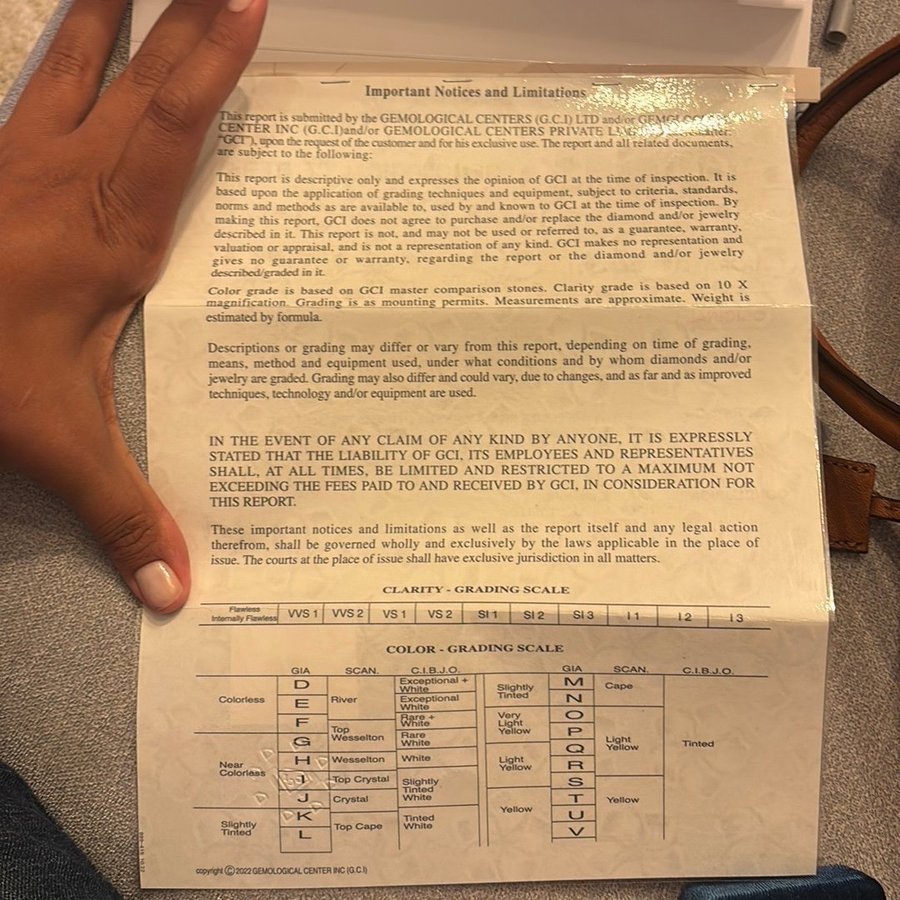 Important Notices and Limitations
This report is submitted by the GEMOLOGICAL CENTERS (G.C.I) LTD and/or
CENTER INC (G.C.I)and/or GEMOLOGICAL CENTERS PRIVATE
"GCI"), upon the request of the customer and for his exclusive use. The report and all related documents,
are subject to the following:
This report is descriptive only and expresses the opinion of GCI at the time of inspection. It is
based upon the application of grading techniques and equipment, subject to criteria, standards,
norms and methods as are available to, used by and known to GCI at the time of inspection. By
making this report, GCI does not agree to purchase and/or replace the diamond and/or jewelry
described in it. This report is not, and may not be used or referred to, as a guarantee, warranty,
valuation or appraisal, and is not a representation of any kind. GCI makes no representation and
gives no guarantee or warranty, regarding the report or the diamond and/or jewelry
described/graded in it.
Color grade is based on GCI master comparison stones. Clarity grade is based on 10 X
magnification. Grading is as mounting permits. Measurements are approximate. Weight is
estimated by formula.
Descriptions or grading may differ or vary from this report, depending on time of grading,
means, method and equipment used, under what conditions and by whom diamonds and/or
jewelry are graded. Grading may also differ and could vary, due to changes, and as far and as improved
techniques, technology and/or equipment are used.
IN THE EVENT OF ANY CLAIM OF ANY KIND BY ANYONE, IT IS EXPRESSLY
STATED THAT THE LIABILITY OF GCI, ITS EMPLOYEES AND REPRESENTATIVES
SHALL, AT ALL TIMES, BE LIMITED AND RESTRICTED TO A MAXIMUM NOT
EXCEEDING THE FEES PAID TO AND RECEIVED BY GCI, IN CONSIDERATION FOR
THIS REPORT.
These important notices and limitations as well as the report itself and any legal action
therefrom, shall be governed wholly and exclusively by the laws applicable in the place of
issue. The courts at the place of issue shall have exclusive jurisdiction in all matters.
CLARITY - GRADING SCALE
Flawless
Internally Flawless VVS 1 VVS 2 VS 1 VS 2 SI 1 SI 2 SI 3 I 1 I 2 I 3
COLOR - GRADING SCALE
GIA SCAN. C.I.B.J.O. GIA SCAN. C.I.B.J.O.
Colorless
Near
Colorless
Slightly
Tinted
D
E
F
G
H
I
J
K
L
River
Top
Wesselton
Wesselton
Top Crystal
Crystal
Top Cape
Exceptional +
White
Exceptional
White
Rare +
White
Rare
White
White
Slightly
Tinted
White
Tinted
White
Slightly
Tinted
Very
Light
Yellow
Light
Yellow
Yellow
M
N
O
P
Q
R
S
T
U
V
Cape
Light
Yellow
Yellow
Tinted
copyright © 2022 GEMOLOGICAL CENTER INC (G.C.I)